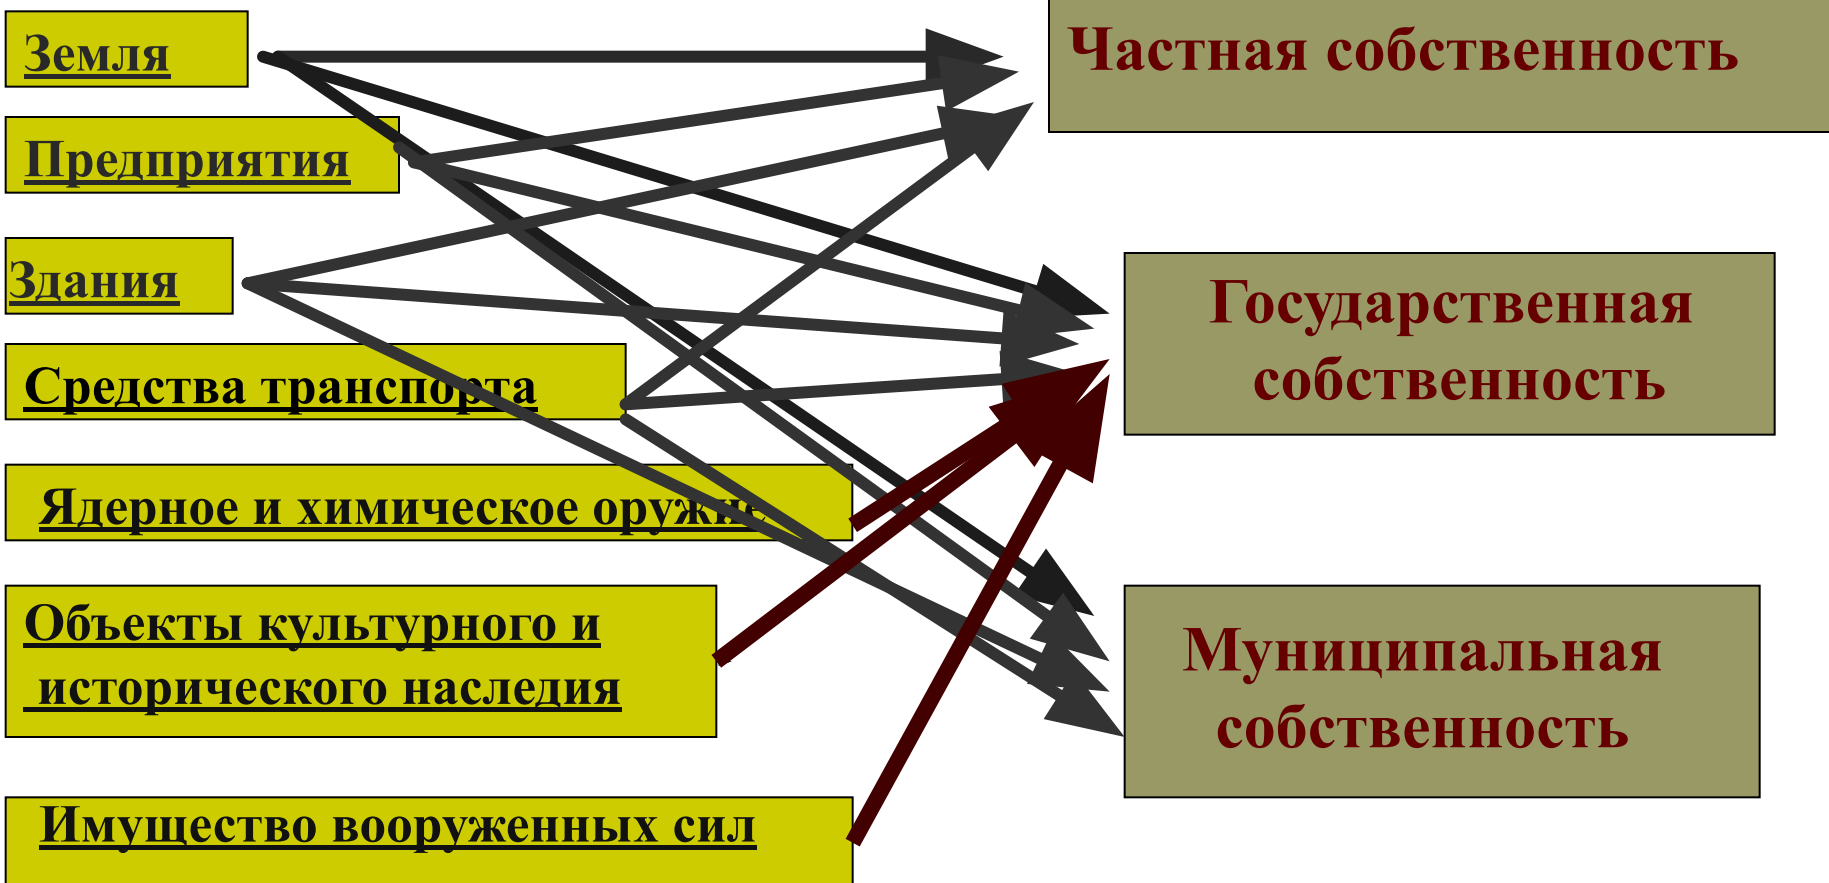 Земля
Предприятия
Здания
Средства транспорта
Ядерное и химическое оружие
Объекты культурного и
исторического наследия
Имущество вооруженных сил
Частная собственность
Государственная
собственность
Муниципальная
собственность